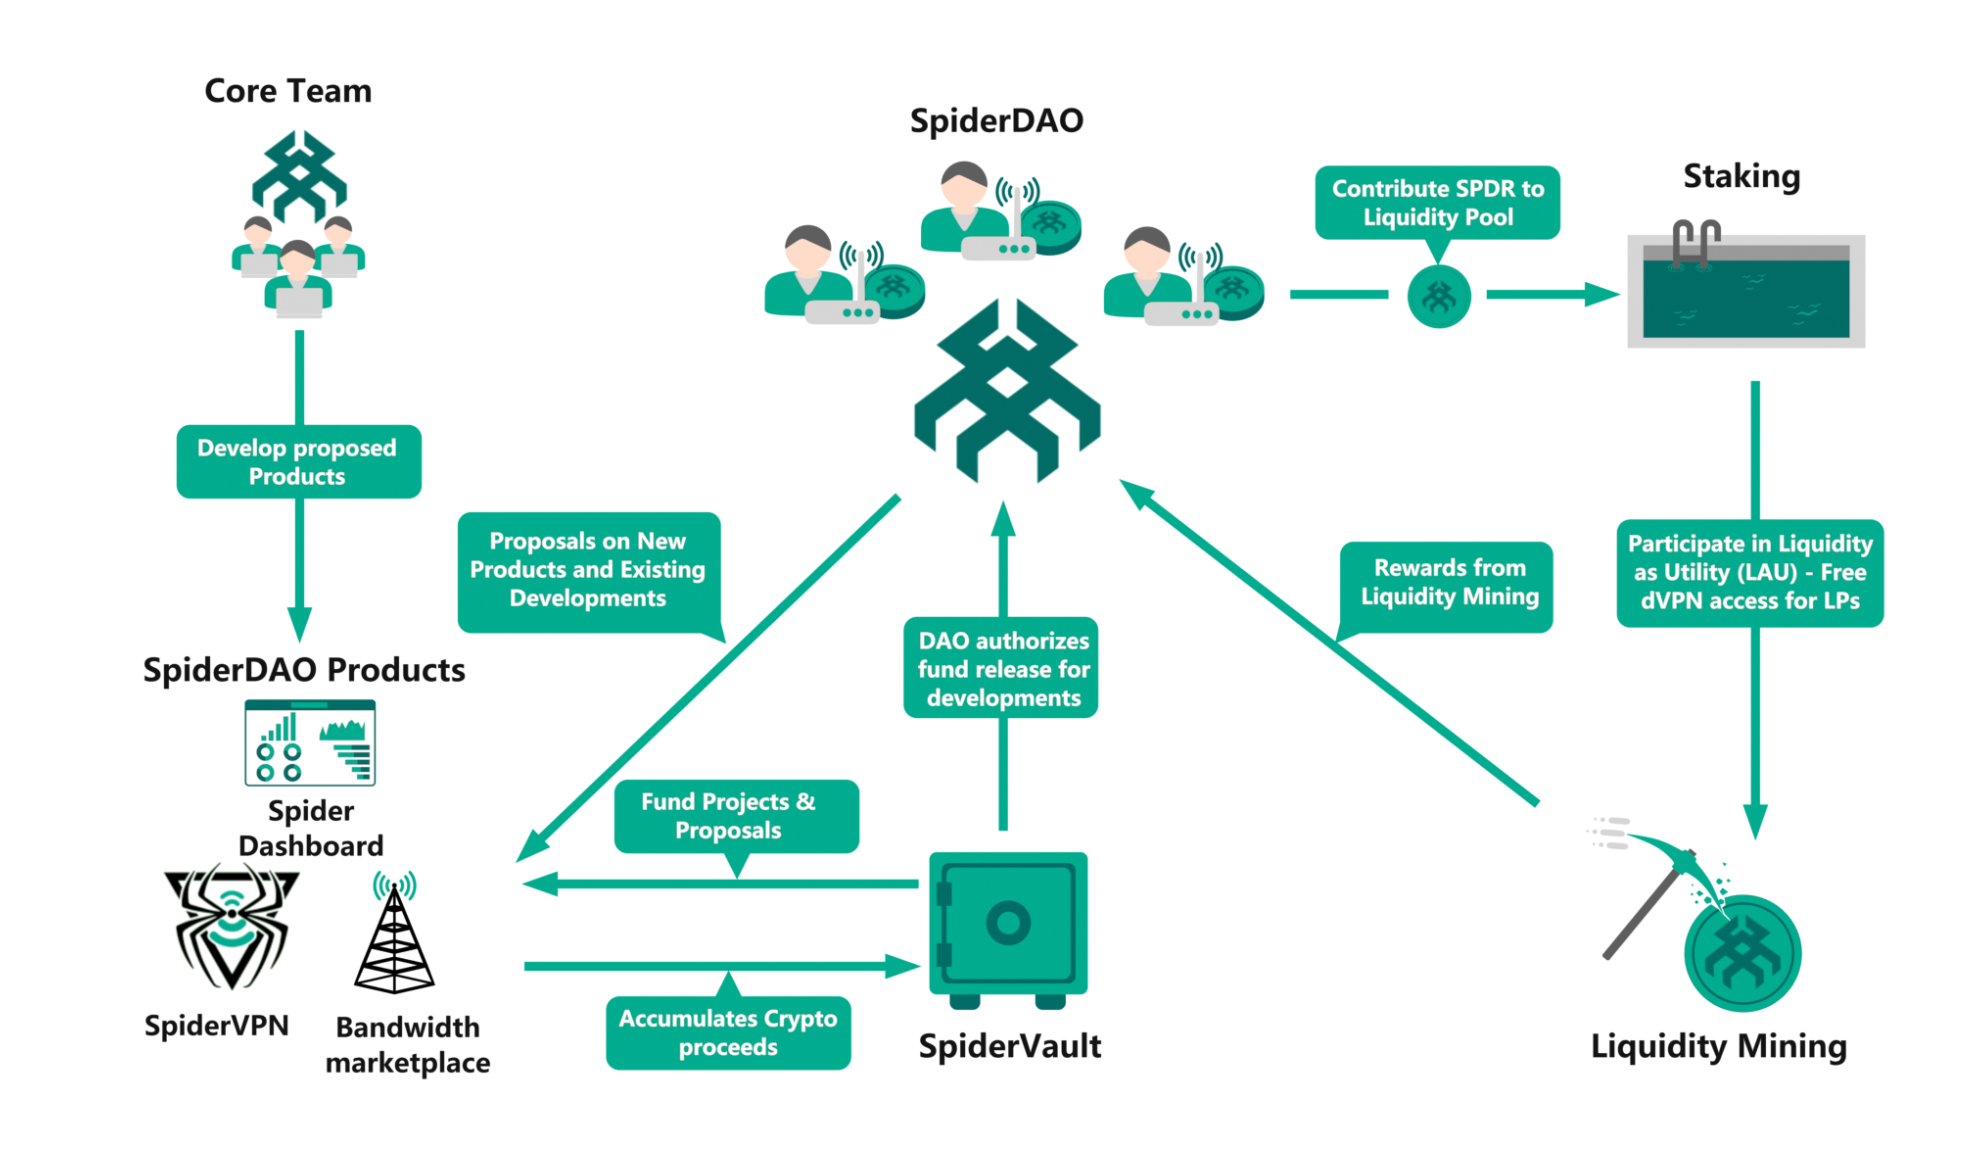 Core Team
SpiderDAO
Staking
Contribute SPDR to
Liquidity Pool
Develop proposed
Products
Proposals on New
Products and Existing
Developments
DAO authorizes
fund release for
developments
Rewards from
Liquidity Mining
Participate in Liquidity
as Utility (LAU) - Free
dVPN access for LPs
SpiderDAO Products
Spider
Dashboard
SpiderVPN
Bandwidth
marketplace
Fund Projects &
Proposals
Accumulates Crypto
proceeds
SpiderVault
Liquidity Mining